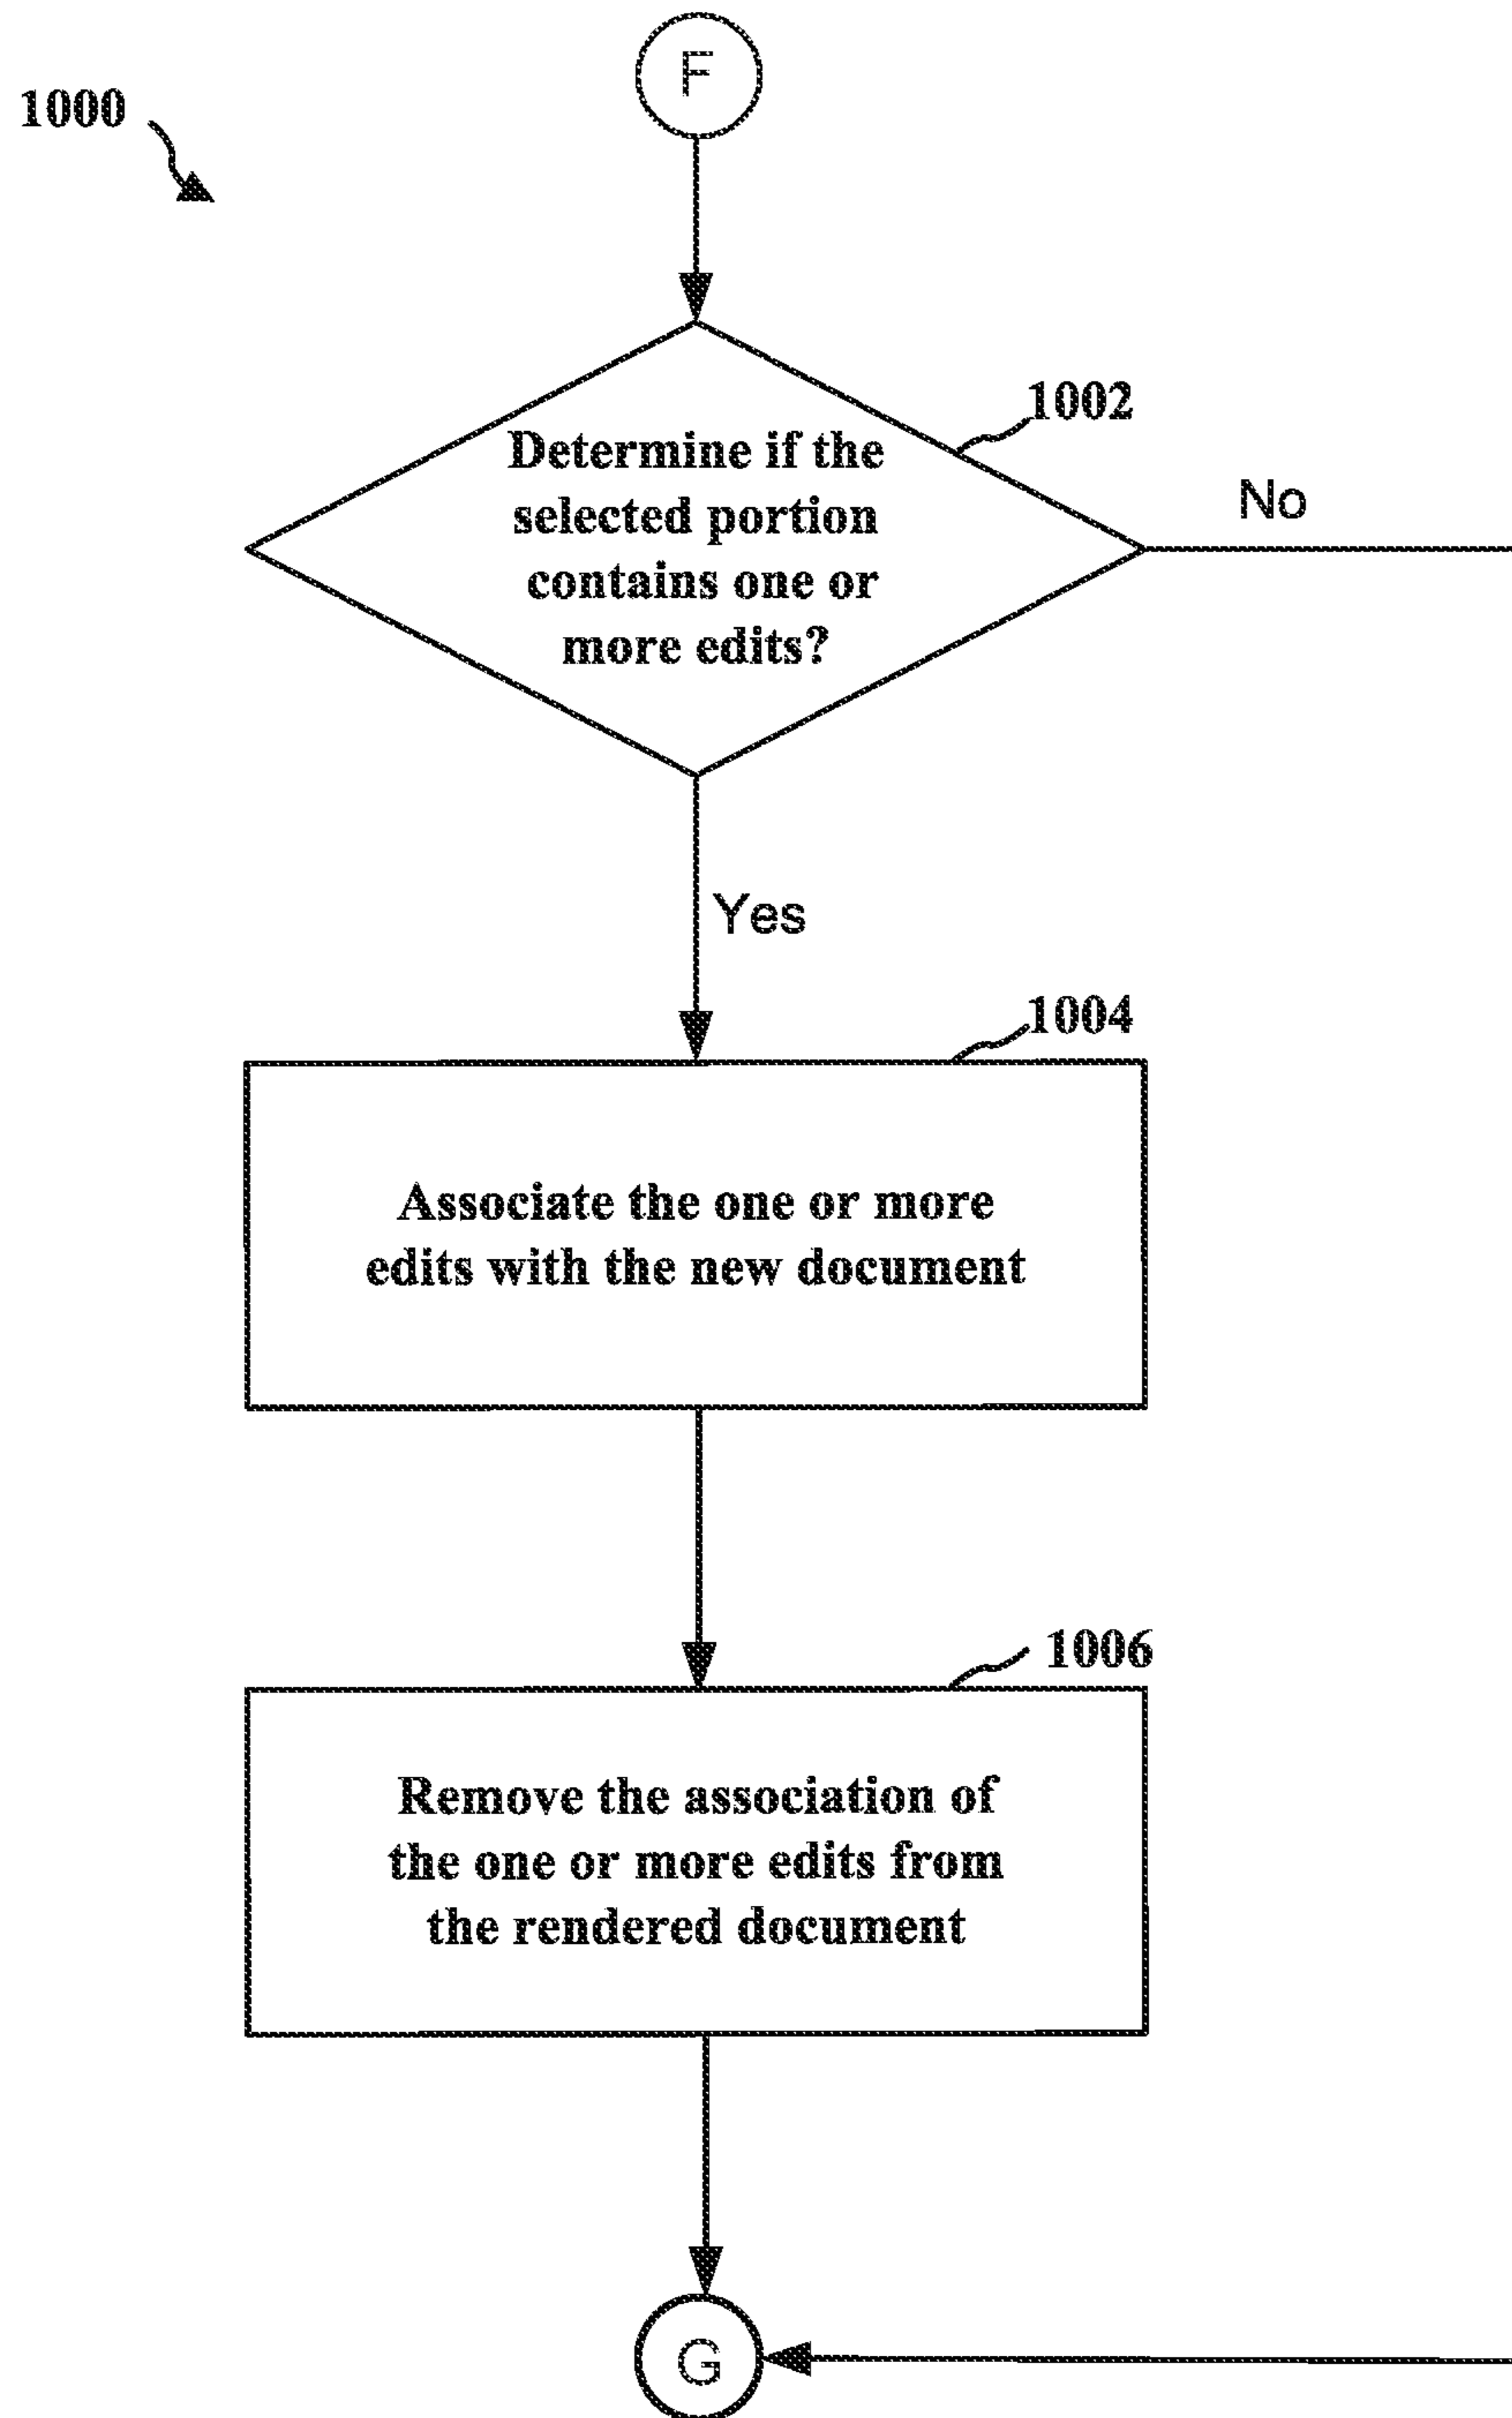 F
1000
1002
Determine if the
selected portion
contains one or
more edits?
No
Yes
1004
Associate the one or more
edits with the new document
1006
Remove the association of
the one or more edits from
the rendered document
G